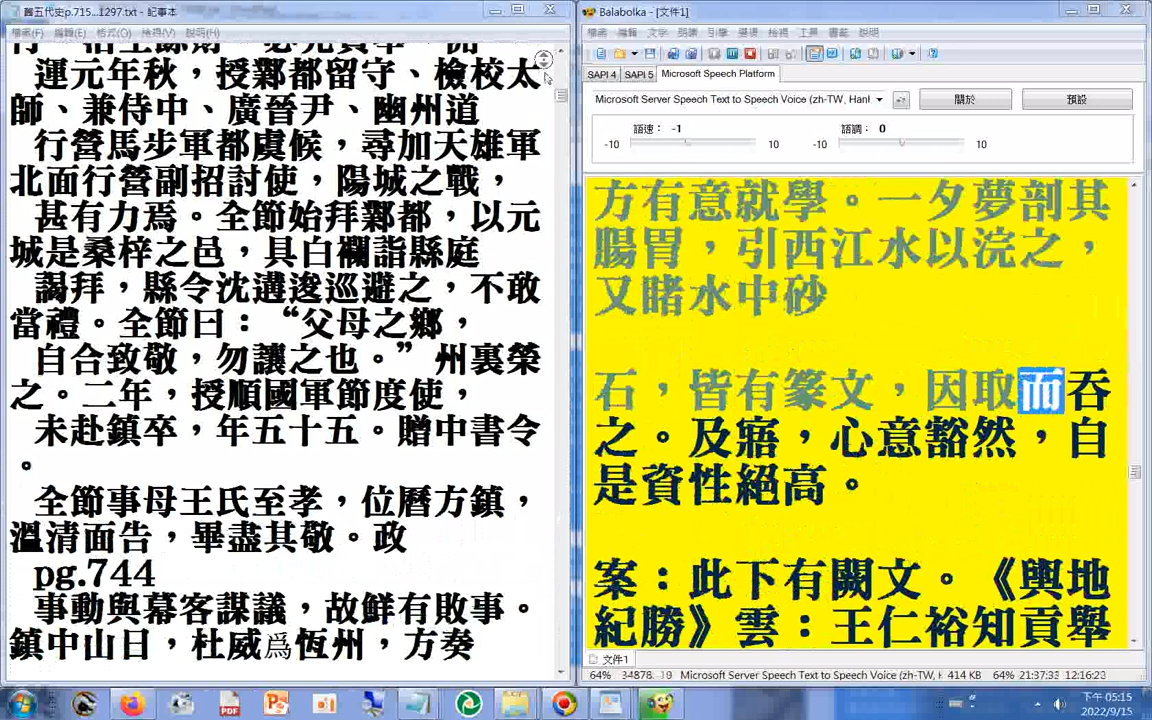 舊五代史p.715...1297.txt - 記事本
檔案(F) 編輯(E) 格式(O) 檢視(V) 說明(H)
運元年秋，授鄴都留守、檢校太
師、兼侍中、廣晉尹、幽州道
行營馬步軍都虞候，尋加天雄軍
北面行營副招討使，陽城之戰，
甚有力焉。全節始拜鄴都，以元
城是桑梓之邑，具白襴詣縣庭
謁拜，縣令沈遘逡巡避之，不敢
當禮。全節曰：“父母之鄉，
自合致敬，勿讓之也。”州裏榮
之。二年，授順國軍節度使，
未赴鎮卒，年五十五。贈中書令
。
全節事母王氏至孝，位曆方鎮，
溫清面告，畢盡其敬。政
pg.744
事動與幕客謀議，故鮮有敗事。
鎮中山日，杜威爲恆州，方奏
Balabolka - [文件1]
檔案 編輯 文字 朗讀 引擎 選項 檢視 工具 書籤 說明
SAPI 4 SAPI 5 Microsoft Speech Platform
Microsoft Server Speech Text to Speech Voice (zh-TW, Hanl
關於
預設
語速： -1
語調： 0
-10 10 -10 10
方有意就學。一夕夢剖其
腸胃，引西江水以浣之，
又睹水中砂
石，皆有篆文，因取而吞
之。及寤，心意豁然，自
是資性絕高。
案：此下有闕文。《輿地
紀勝》雲：王仁裕知貢舉
文件1
64% 34878: 10 Microsoft Server Speech Text to Speech Voice (zh-TW, H 414 KB 64% 21:37:33 12:16:23
下午 05:15
2022/9/15